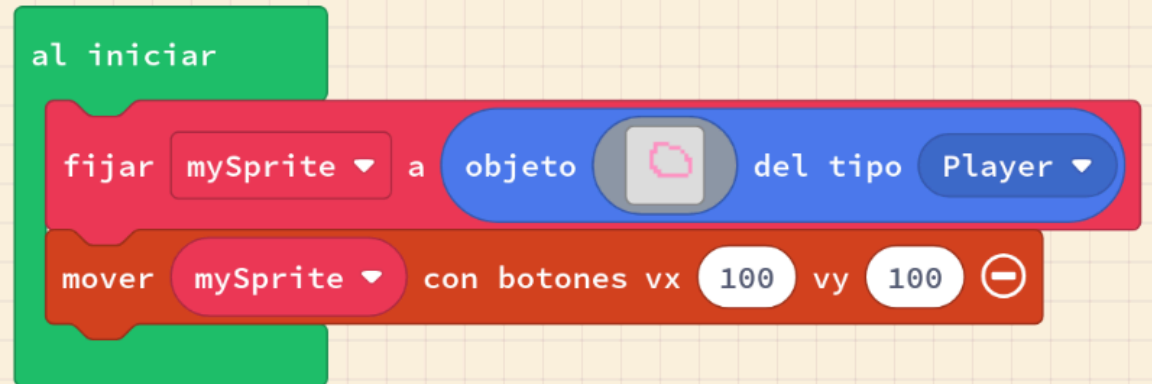 al iniciar
fijar mySprite a objeto del tipo Player
mover mySprite con botones vx 100 vy 100